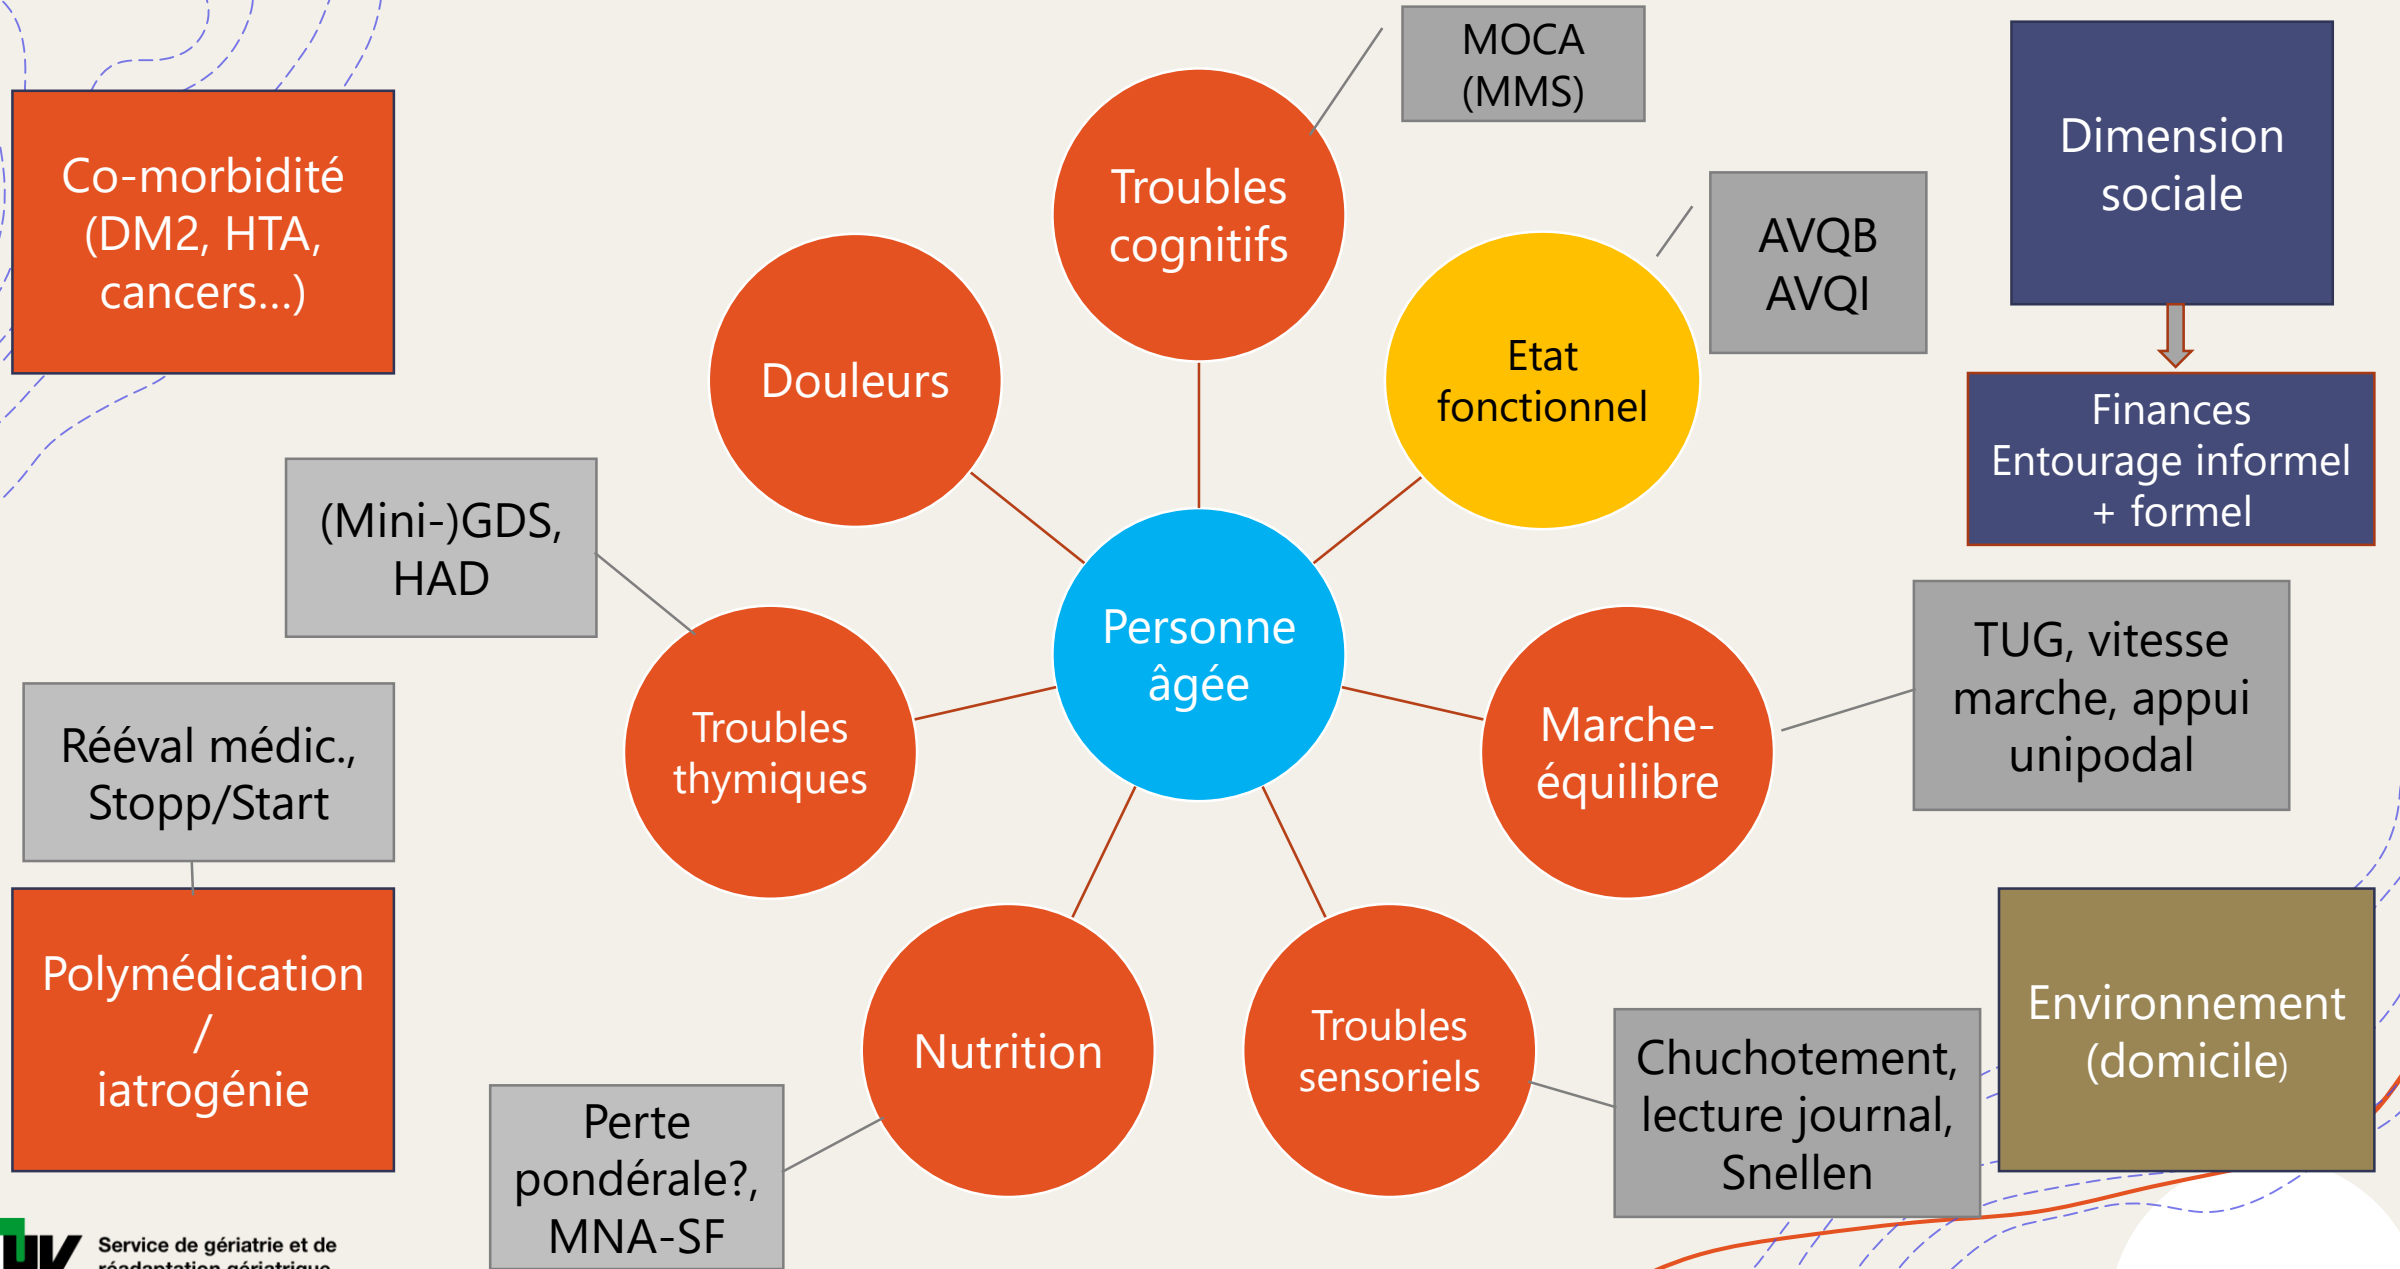 MOCA
(MMS)
Co-morbidité
(DM2, HTA,
cancers...)
Troubles
cognitifs
Dimension
sociale
AVQB
AVQI
Douleurs
Etat
fonctionnel
Finances
Entourage informel
+ formel
(Mini-)GDS,
HAD
Personne
âgée
TUG, vitesse
marche, appui
unipodal
Troubles
thymiques
Marche-
équilibre
Rééval médic.,
Stopp/Start
Polymédication
/
iatrogénie
Nutrition
Troubles
sensoriels
Chuchotement,
lecture journal,
Snellen
Environnement
(domicile)
Perte
pondérale?,
MNA-SF
Service de gériatrie et de
réadaptation gériatrique